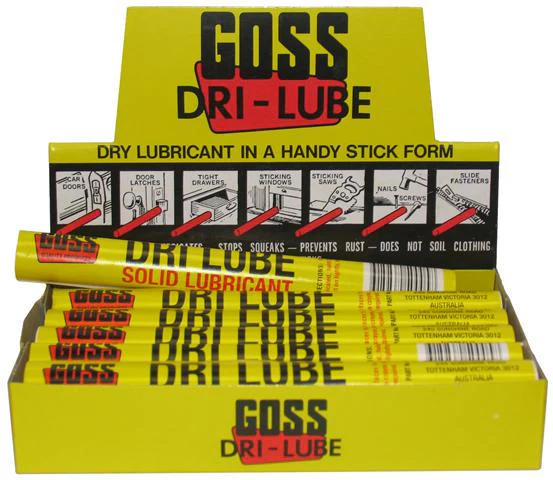 GOSS
DRI-LUBE
DRY LUBRICANT IN A HANDY STICK FORM
CAR DOORS
DOOR LATCHES
TIGHT DRAWERS
STICKING WINDOWS
STICKING SAWS
NAILS
SCREWS
SLIDE FASTENERS
STOPS SQUEAKS — PREVENTS RUST — DOES NOT SOIL CLOTHING
GOSS
DRI LUBE
SOLID LUBRICANT
GOSS
DRI LUBE
TOTTENHAM VICTORIA 3012
AUSTRALIA
GOSS
DRI LUBE
TOTTENHAM VICTORIA 3012
GOSS
DRI LUBE
TOTTENHAM VICTORIA 3012
GOSS
DRI LUBE
GOSS
DRI LUBE
TOTTENHAM VICTORIA 3012
AUSTRALIA
GOSS
DRI-LUBE